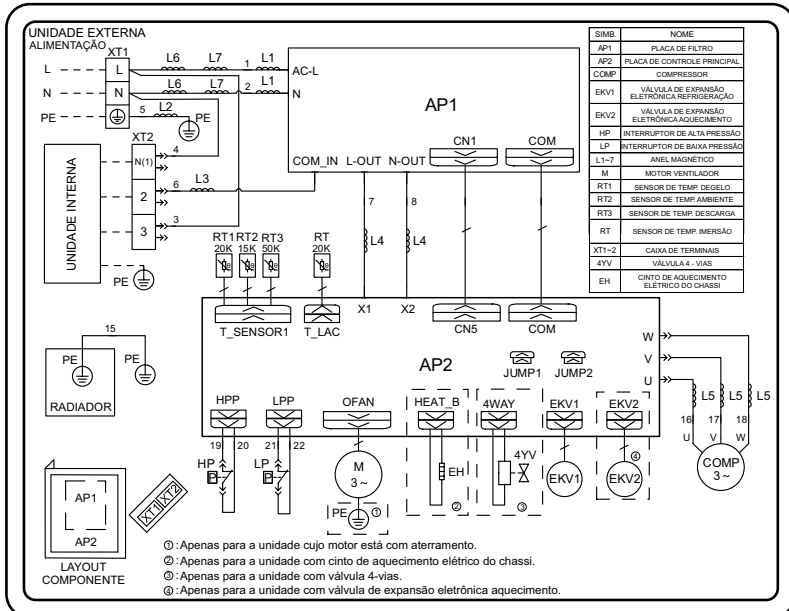 UNIDADE EXTERNA
ALIMENTAÇÃO
XT1
L
L
L6
L7
1
L1
AC-L
N
N
L6
L7
2
L1
N
PE
5
L2
PE
AP1
XT2
4
N(1)
6
L3
2
3
3
UNIDADE INTERNA
PE
COM_IN
L-OUT
N-OUT
CN1
COM
7
8
L4
L4
RT1
20K
RT2
15K
RT3
50K
RT
20K
θ
θ
θ
θ
T_SENSOR1
T_LAC
X1
X2
CN5
COM
AP2
JUMP1
JUMP2
W
V
U
15
PE
PE
RADIADOR
HPP
LPP
OFAN
HEAT_B
4WAY
EKV1
EKV2
19
20
21
22
HP
P
LP
P
M
3~
PE
①
EH
②
4YV
③
EKV1
④
EKV2
L5
L5
L5
16
17
18
U
V
W
COMP
3~
AP1
AP2
XT1
XT2
LAYOUT
COMPONENTE
①:Apenas para a unidade cujo motor está com aterramento.
②:Apenas para a unidade com cinto de aquecimento elétrico do chassi.
③:Apenas para a unidade com válvula 4-vias.
④:Apenas para a unidade com válvula de expansão eletrônica aquecimento.
SIMB. NOME
AP1 PLACA DE FILTRO
AP2 PLACA DE CONTROLE PRINCIPAL
COMP COMPRESSOR
EKV1 VÁLVULA DE EXPANSÃO
ELETRÔNICA REFRIGERAÇÃO
EKV2 VÁLVULA DE EXPANSÃO
ELETRÔNICA AQUECIMENTO
HP INTERRUPTOR DE ALTA PRESSÃO
LP INTERRUPTOR DE BAIXA PRESSÃO
L1~7 ANEL MAGNÉTICO
M MOTOR VENTILADOR
RT1 SENSOR DE TEMP. DEGELO
RT2 SENSOR DE TEMP. AMBIENTE
RT3 SENSOR DE TEMP. DESCARGA
RT SENSOR DE TEMP. IMERSÃO
XT1~2 CAIXA DE TERMINAIS
4YV VÁLVULA 4 - VIAS
EH CINTO DE AQUECIMENTO
ELÉTRICO DO CHASSI